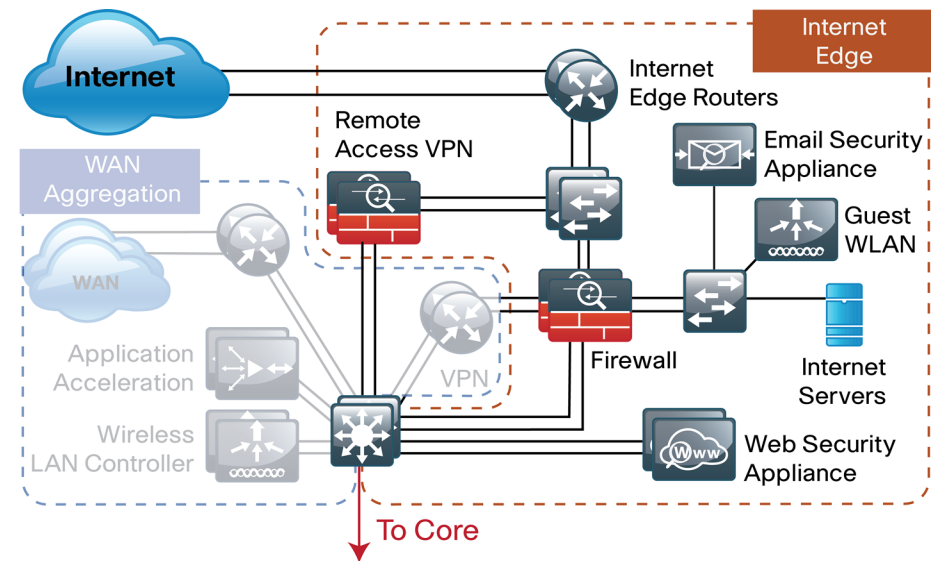 Internet
Internet
Edge
Internet
Edge Routers
Remote
Access VPN
Email Security
Appliance
WAN
Aggregation
Guest
WLAN
WAN
Application
Acceleration
VPN
Firewall
Internet
Servers
Wireless
LAN Controller
Www
Web Security
Appliance
To Core